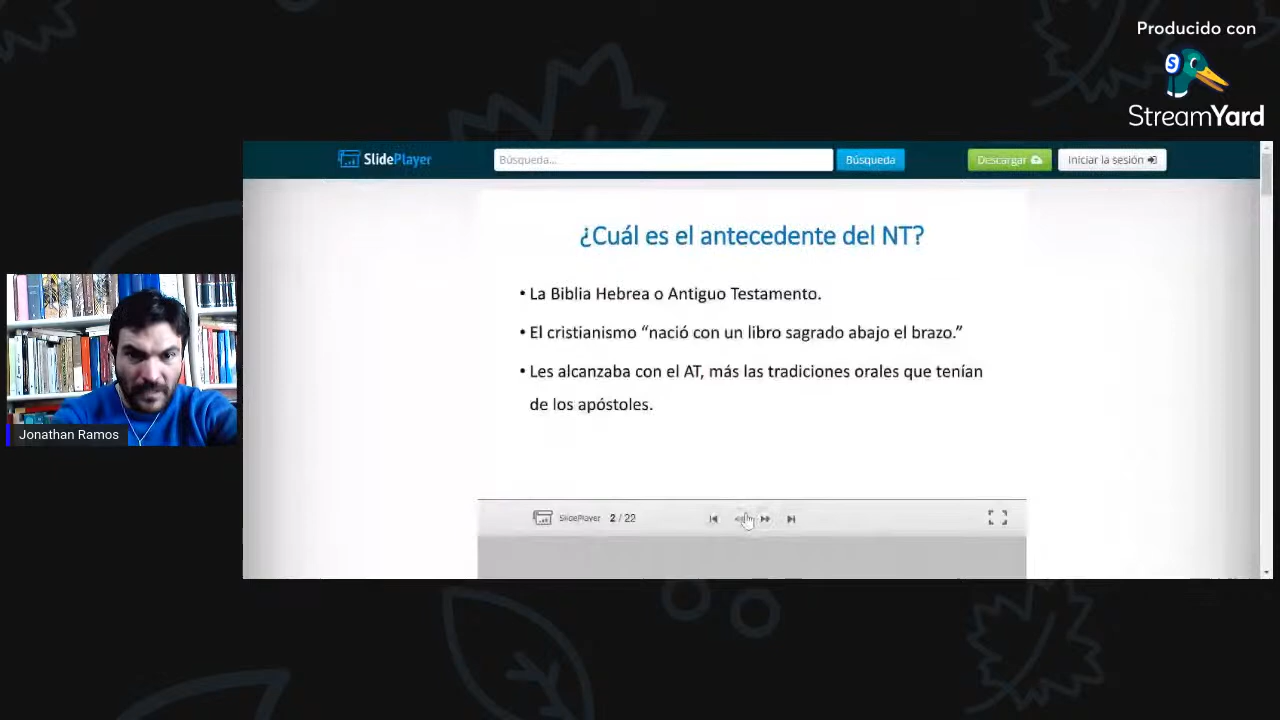 Producido con
StreamYard
SlidePlayer
Búsqueda...
Búsqueda
Descargar
Iniciar la sesión
¿Cuál es el antecedente del NT?
• La Biblia Hebrea o Antiguo Testamento.
• El cristianismo “nació con un libro sagrado abajo el brazo.”
• Les alcanzaba con el AT, más las tradiciones orales que tenían
de los apóstoles.
Jonathan Ramos
SlidePlayer 2 / 22